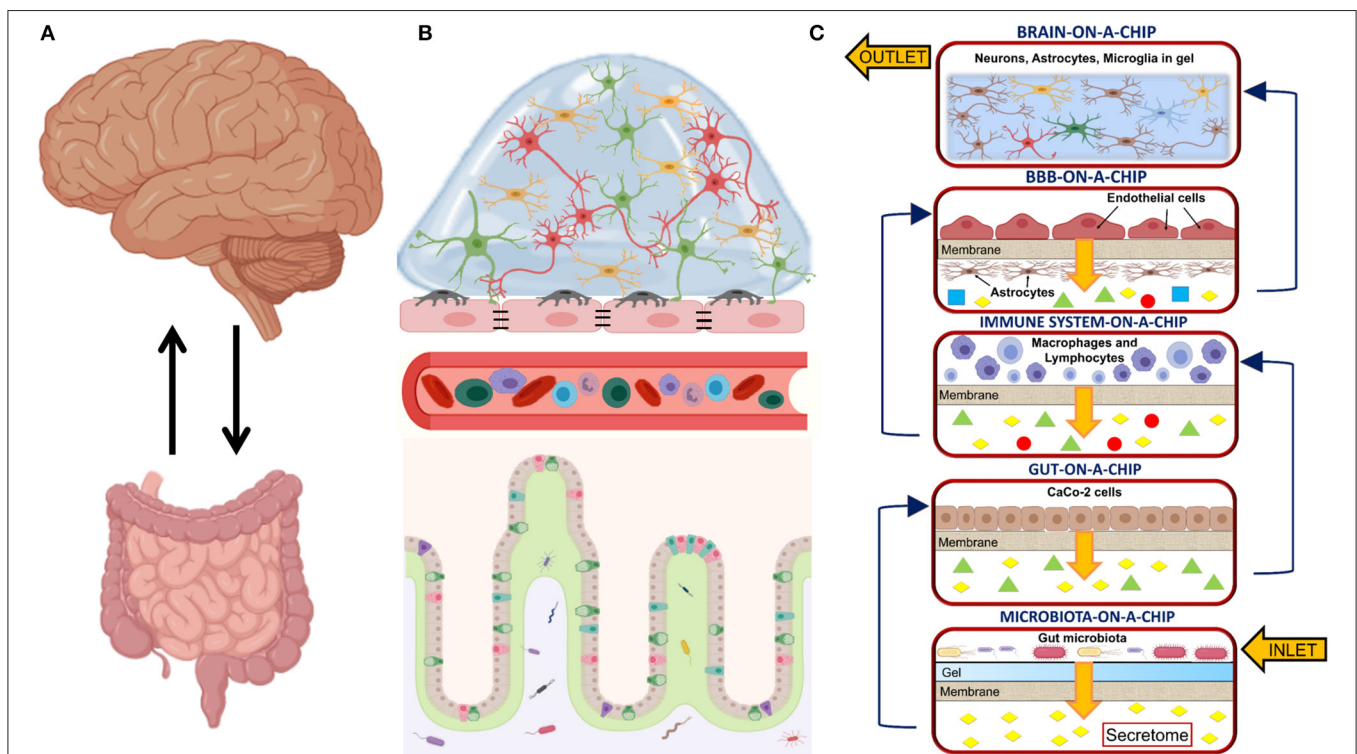 A
B
C
BRAIN-ON-A-CHIP
OUTLET
Neurons, Astrocytes, Microglia in gel
BBB-ON-A-CHIP
Endothelial cells
Membrane
Astrocytes
IMMUNE SYSTEM-ON-A-CHIP
Macrophages and
Lymphocytes
Membrane
GUT-ON-A-CHIP
CaCo-2 cells
Membrane
MICROBIOTA-ON-A-CHIP
Gut microbiota
INLET
Gel
Membrane
Secretome